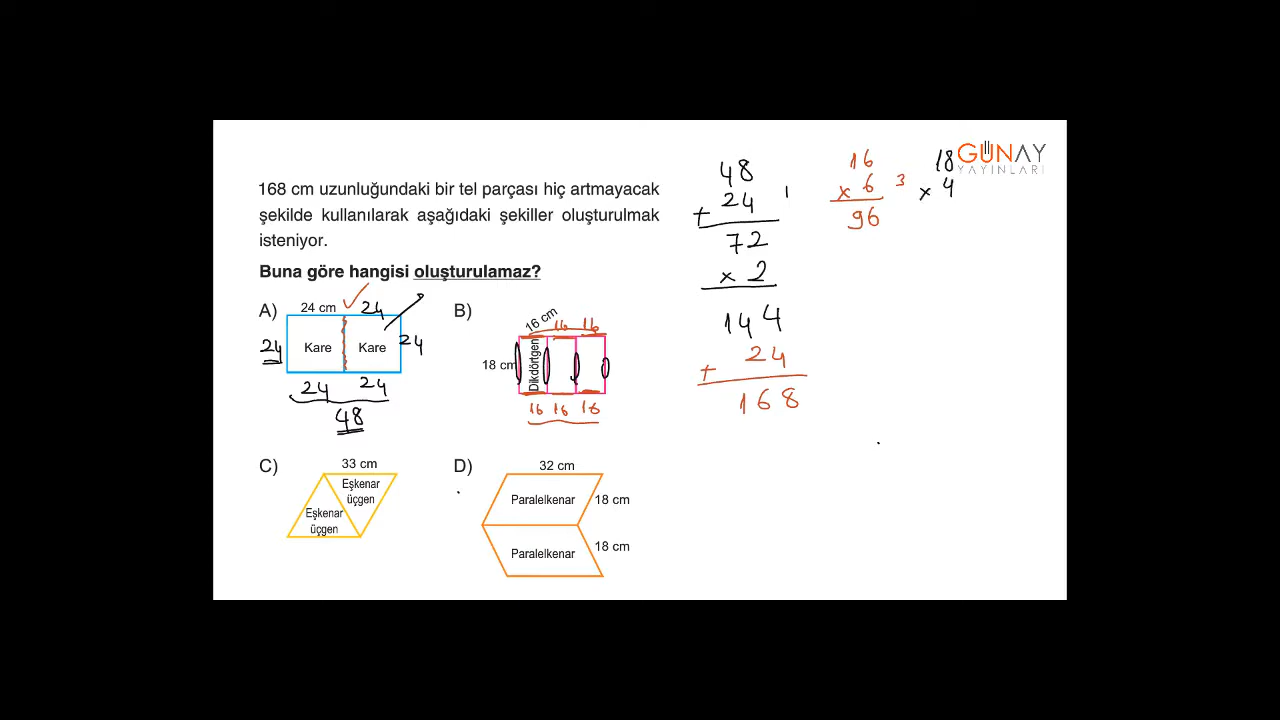 GÜNAY
YAYINLARI
168 cm uzunluğundaki bir tel parçası hiç artmayacak
şekilde kullanılarak aşağıdaki şekiller oluşturulmak
isteniyor.
Buna göre hangisi oluşturulamaz?
A)
24 cm
24
24
Kare
Kare
24
24
24
48
B)
16 cm
16
16
18 cm
Dikdörtgen
16
16
16
C)
33 cm
Eşkenar
üçgen
Eşkenar
üçgen
D)
32 cm
Paralelkenar
18 cm
Paralelkenar
18 cm
48
+ 24
1
72
x 2
144
+ 24
168
16
x 6
96
3
18
x 4